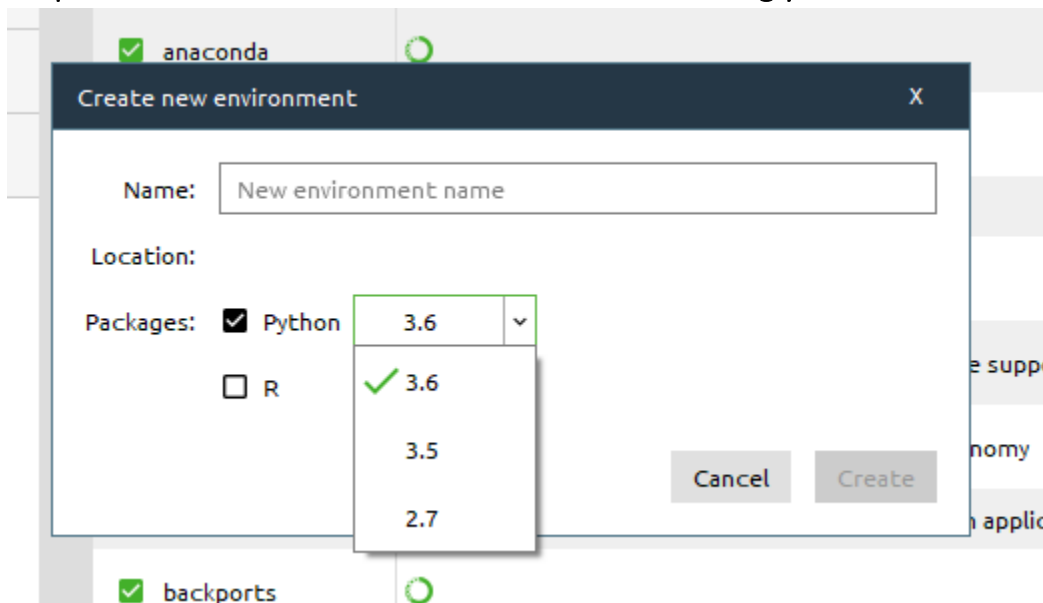 anaconda
Create new environment X
Name: New environment name
Location:
Packages: Python 3.6
3.6
R
3.5
2.7
Cancel Create
backports